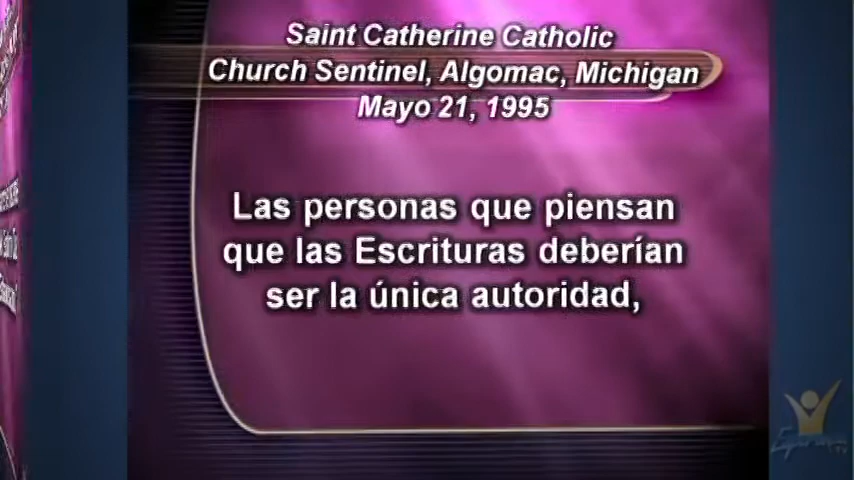 Saint Catherine Catholic
Church Sentinel, Algomac, Michigan
Mayo 21, 1995
Las personas que piensan
que las Escrituras deberían
ser la única autoridad,